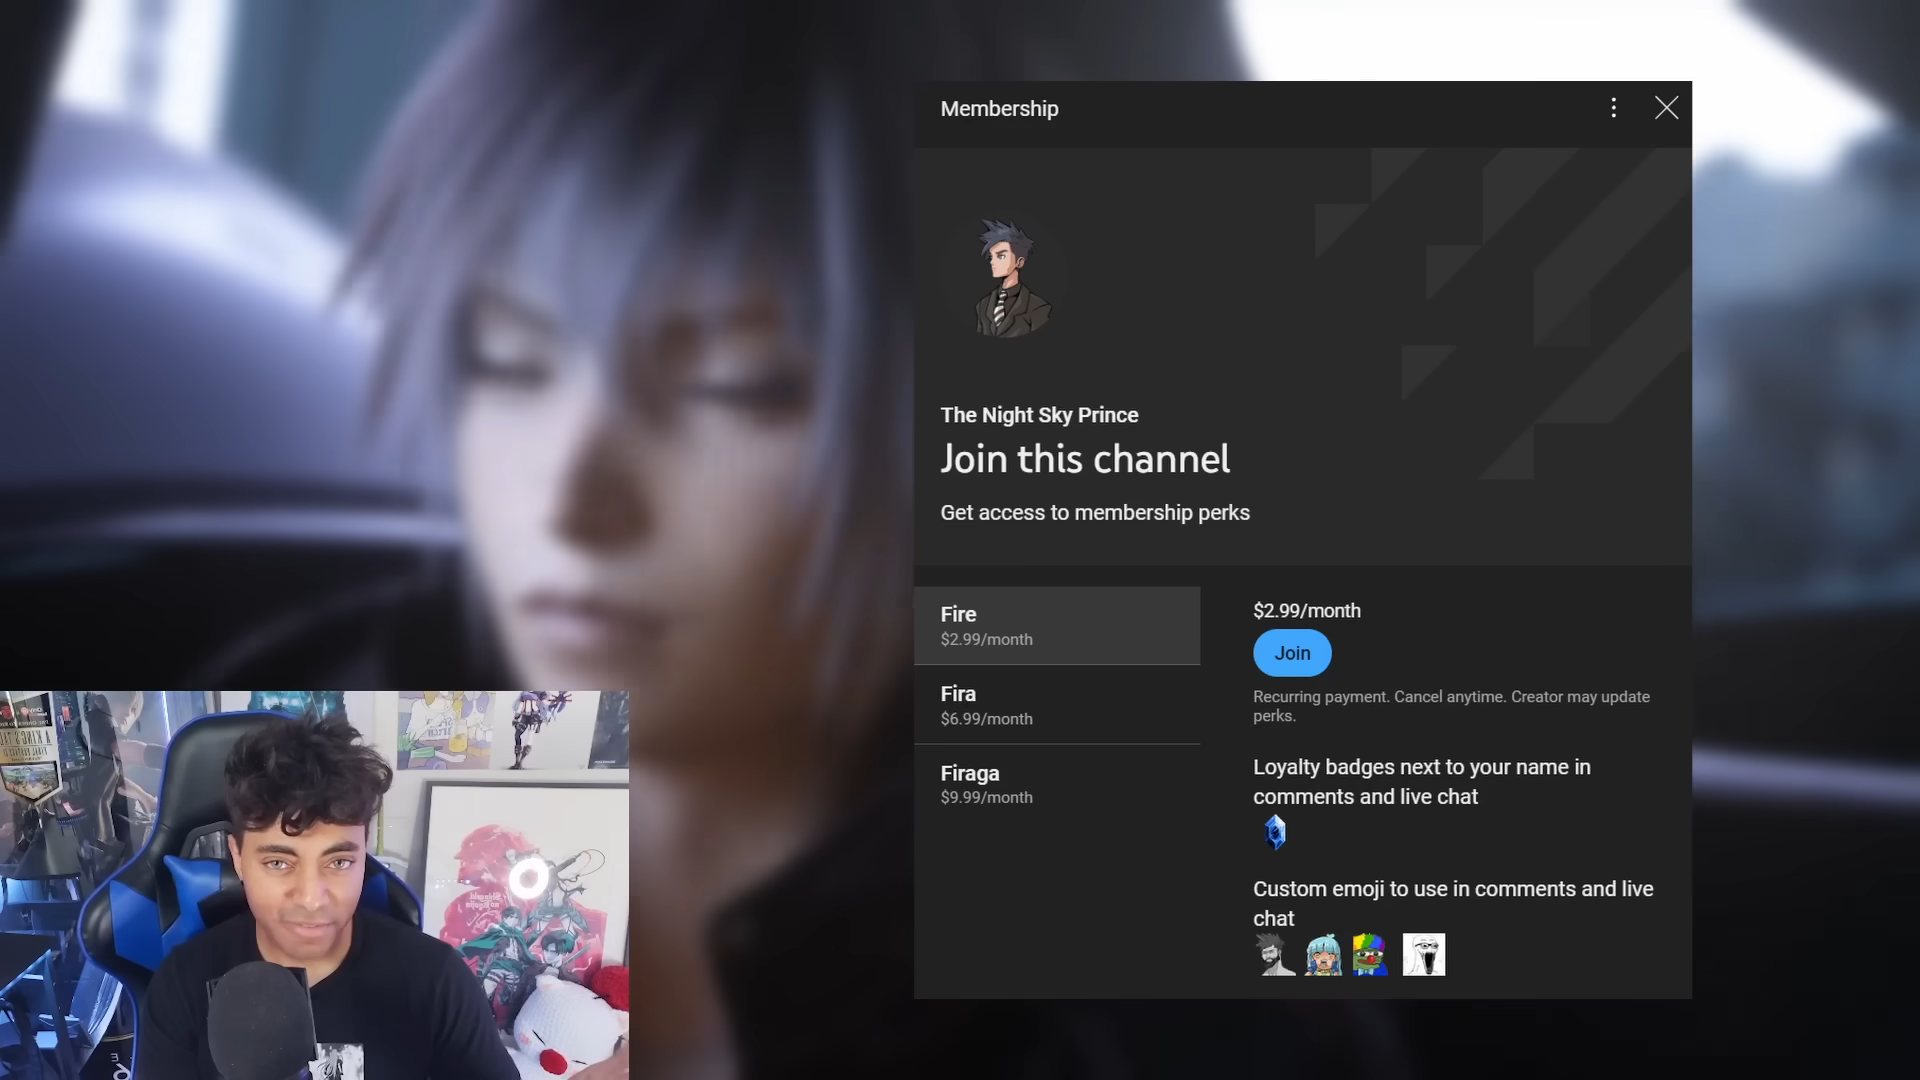 Membership
The Night Sky Prince
Join this channel
Get access to membership perks
Fire
$2.99/month
Fira
$6.99/month
Firaga
$9.99/month
$2.99/month
Join
Recurring payment. Cancel anytime. Creator may update
perks.
Loyalty badges next to your name in
comments and live chat
Custom emoji to use in comments and live
chat
A KING'S TALE